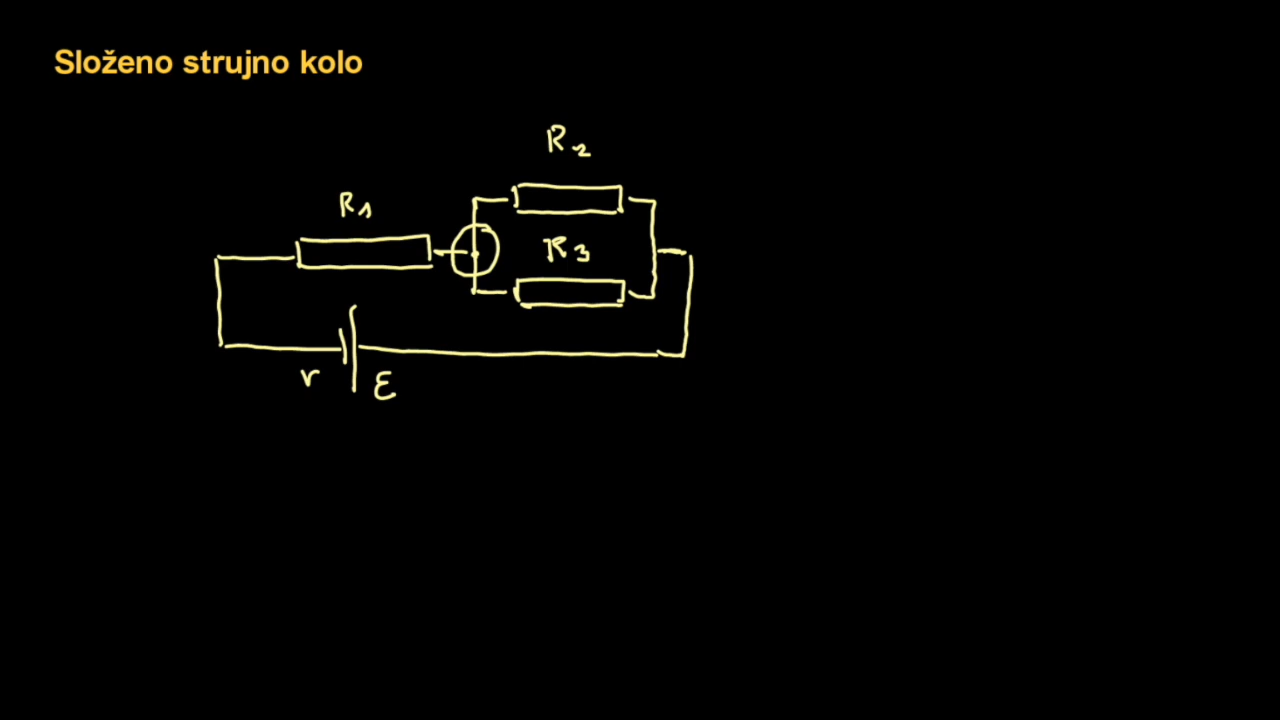 Složeno strujno kolo
R₂
R₁
R₃
r
ε